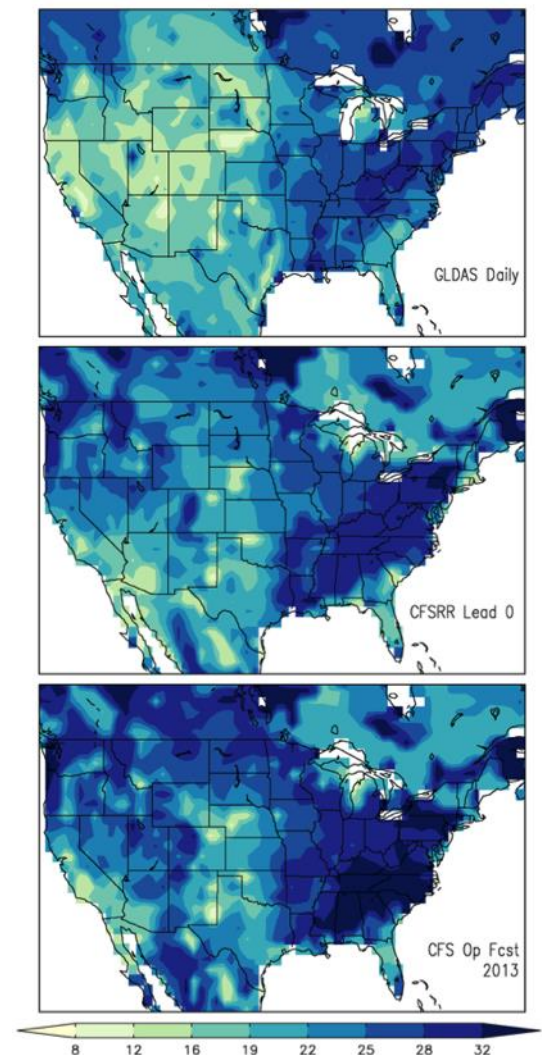 GLDAS Daily
CFSRR Lead 0
CFS Op Fcst
2013
8 12 16 19 22 25 28 32